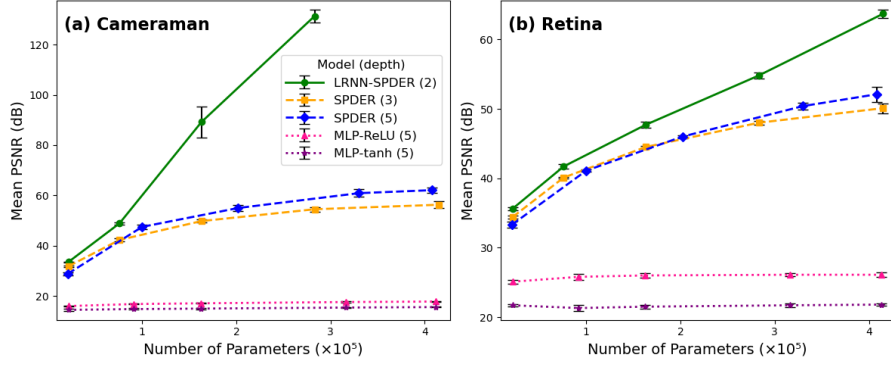 (a) Cameraman
Mean PSNR (dB)
120
100
80
60
40
20
Model (depth)
LRNN-SPDER (2)
SPDER (3)
SPDER (5)
MLP-ReLU (5)
MLP-tanh (5)
1
2
3
4
Number of Parameters (×10⁵)
(b) Retina
Mean PSNR (dB)
60
50
40
30
20
1
2
3
4
Number of Parameters (×10⁵)